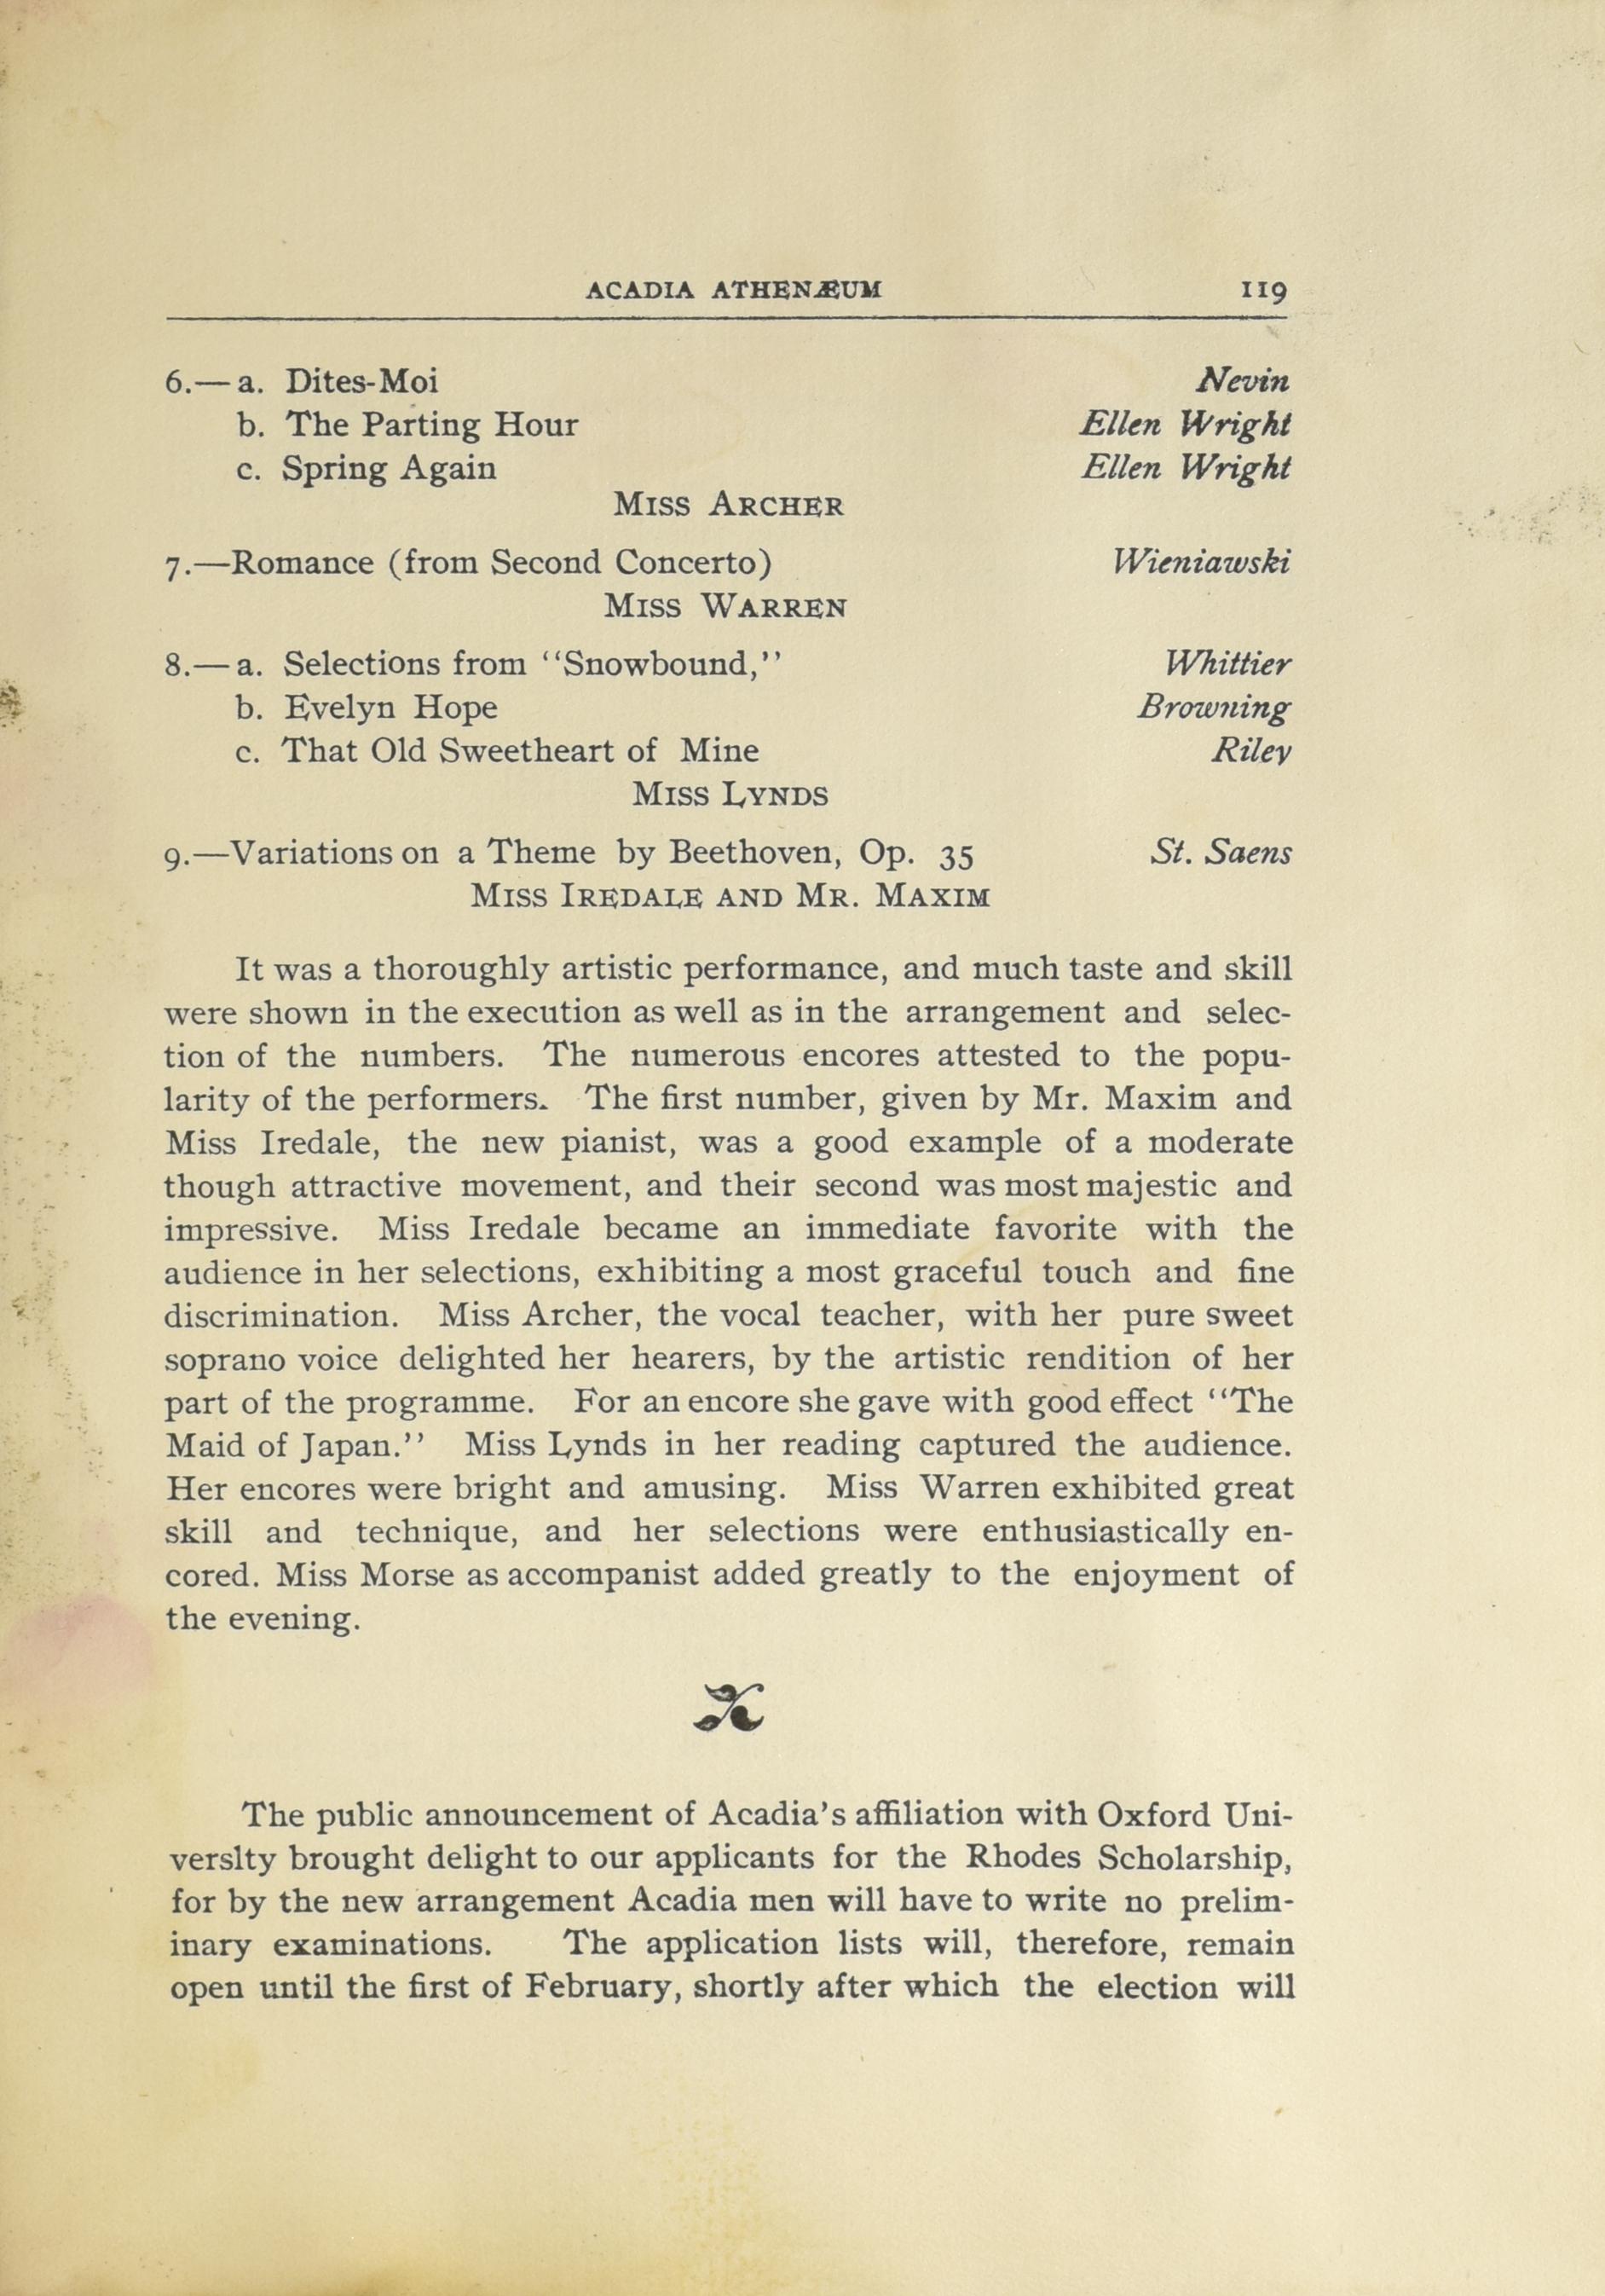 ACADIA ATHENÆUM 119
6.— a. Dites-Moi Nevin
b. The Parting Hour Ellen Wright
c. Spring Again Ellen Wright
MISS ARCHER
7.—Romance (from Second Concerto) Wieniawski
MISS WARREN
8.— a. Selections from ‘‘Snowbound,’’ Whittier
b. Evelyn Hope Browning
c. That Old Sweetheart of Mine Riley
MISS LYNDS
9.—Variations on a Theme by Beethoven, Op. 35 St. Saens
MISS IREDALE AND MR. MAXIM
It was a thoroughly artistic performance, and much taste and skill
were shown in the execution as well as in the arrangement and selec-
tion of the numbers. The numerous encores attested to the popu-
larity of the performers. The first number, given by Mr. Maxim and
Miss Iredale, the new pianist, was a good example of a moderate
though attractive movement, and their second was most majestic and
impressive. Miss Iredale became an immediate favorite with the
audience in her selections, exhibiting a most graceful touch and fine
discrimination. Miss Archer, the vocal teacher, with her pure sweet
soprano voice delighted her hearers, by the artistic rendition of her
part of the programme. For an encore she gave with good effect ‘‘The
Maid of Japan.’’ Miss Lynds in her reading captured the audience.
Her encores were bright and amusing. Miss Warren exhibited great
skill and technique, and her selections were enthusiastically en-
cored. Miss Morse as accompanist added greatly to the enjoyment of
the evening.
The public announcement of Acadia's affiliation with Oxford Uni-
verslty brought delight to our applicants for the Rhodes Scholarship,
for by the new arrangement Acadia men will have to write no prelim-
inary examinations. The application lists will, therefore, remain
open until the first of February, shortly after which the election will